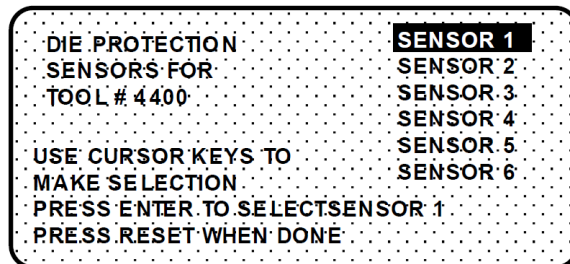 DIE PROTECTION
SENSORS FOR
TOOL # 4400
SENSOR 1
SENSOR 2
SENSOR 3
SENSOR 4
SENSOR 5
SENSOR 6
USE CURSOR KEYS TO
MAKE SELECTION
PRESS ENTER TO SELECTSENSOR 1
PRESS RESET WHEN DONE